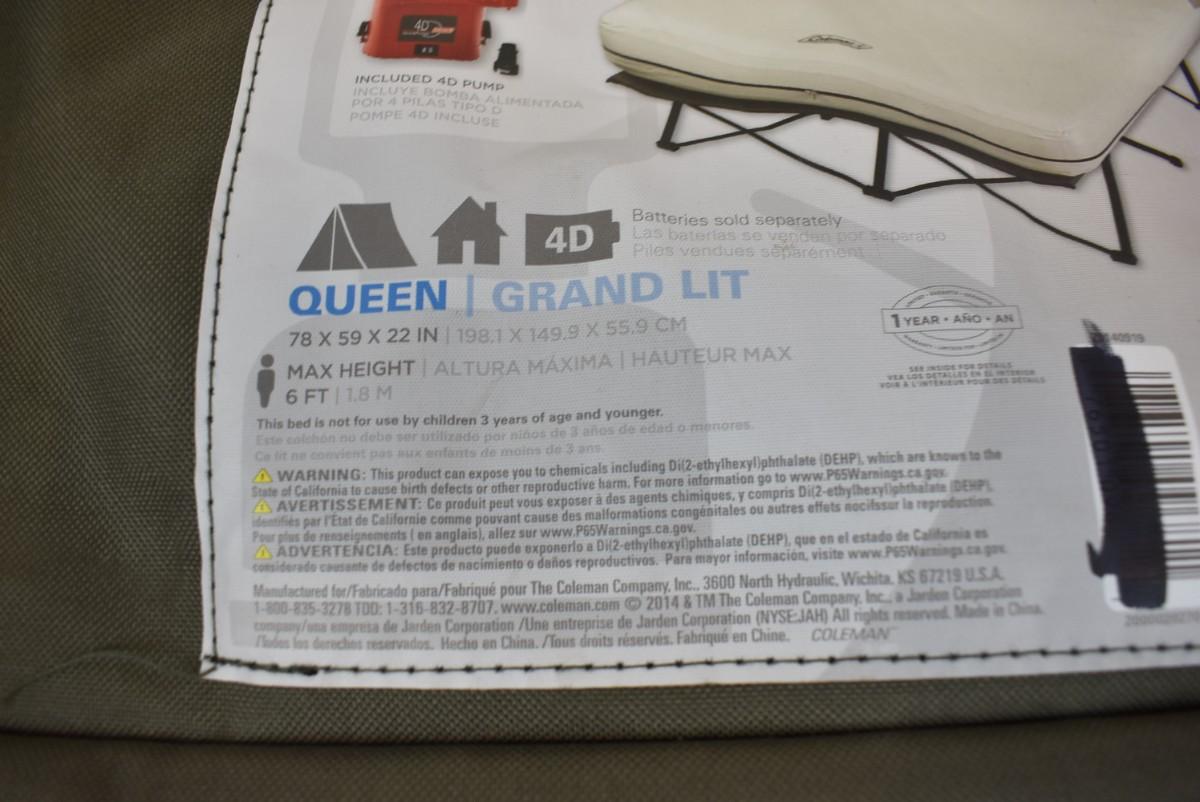 4D
Coleman
INCLUDED 4D PUMP
INCLUYE BOMBA ALIMENTADA
POR 4 PILAS TIPO D
POMPE 4D INCLUSE
4D
Batteries sold separately
Las baterías se venden por separado
Piles vendues séparément
QUEEN | GRAND LIT
78 X 59 X 22 IN | 198.1 X 149.9 X 55.9 CM
MAX HEIGHT | ALTURA MÁXIMA | HAUTEUR MAX
6 FT | 1.8 M
1 YEAR • AÑO • AN
SEE INSIDE FOR DETAILS
VEA LOS DETALLES EN EL INTERIOR
VOIR À L'INTÉRIEUR POUR DES DÉTAILS
This bed is not for use by children 3 years of age and younger.
Este colchón no debe ser utilizado por niños de 3 años de edad o menores.
Ce lit ne convient pas aux enfants de moins de 3 ans.
WARNING: This product can expose you to chemicals including Di(2-ethylhexyl)phthalate (DEHP), which are known to the
State of California to cause birth defects or other reproductive harm. For more information go to www.P65Warnings.ca.gov.
AVERTISSEMENT: Ce produit peut vous exposer à des agents chimiques, y compris Di(2-ethylhexyl)phthalate (DEHP),
identifiés par l'État de Californie comme pouvant cause des malformations congénitales ou autres effets nocifssur la reproduction.
Pour plus de renseignements ( en anglais), allez sur www.P65Warnings.ca.gov.
ADVERTENCIA: Este producto puede exponerlo a Di(2-ethylhexyl)phthalate (DEHP), que en el estado de California es
considerado causante de defectos de nacimiento o daños reproductivos. Para mayor información, visite www.P65Warnings.ca.gov.
Manufactured for/Fabricado para/Fabriqué pour The Coleman Company, Inc., 3600 North Hydraulic, Wichita, KS 67219 U.S.A.
1-800-835-3278 TDD: 1-316-832-8707. www.coleman.com © 2014 & TM The Coleman Company, Inc., a Jarden Corporation
company/una empresa de Jarden Corporation /Une entreprise de Jarden Corporation (NYSE:JAH) All rights reserved. Made in China.
/Todos los derechos reservados. Hecho en China. /Tous droits réservés. Fabriqué en Chine. COLEMAN™